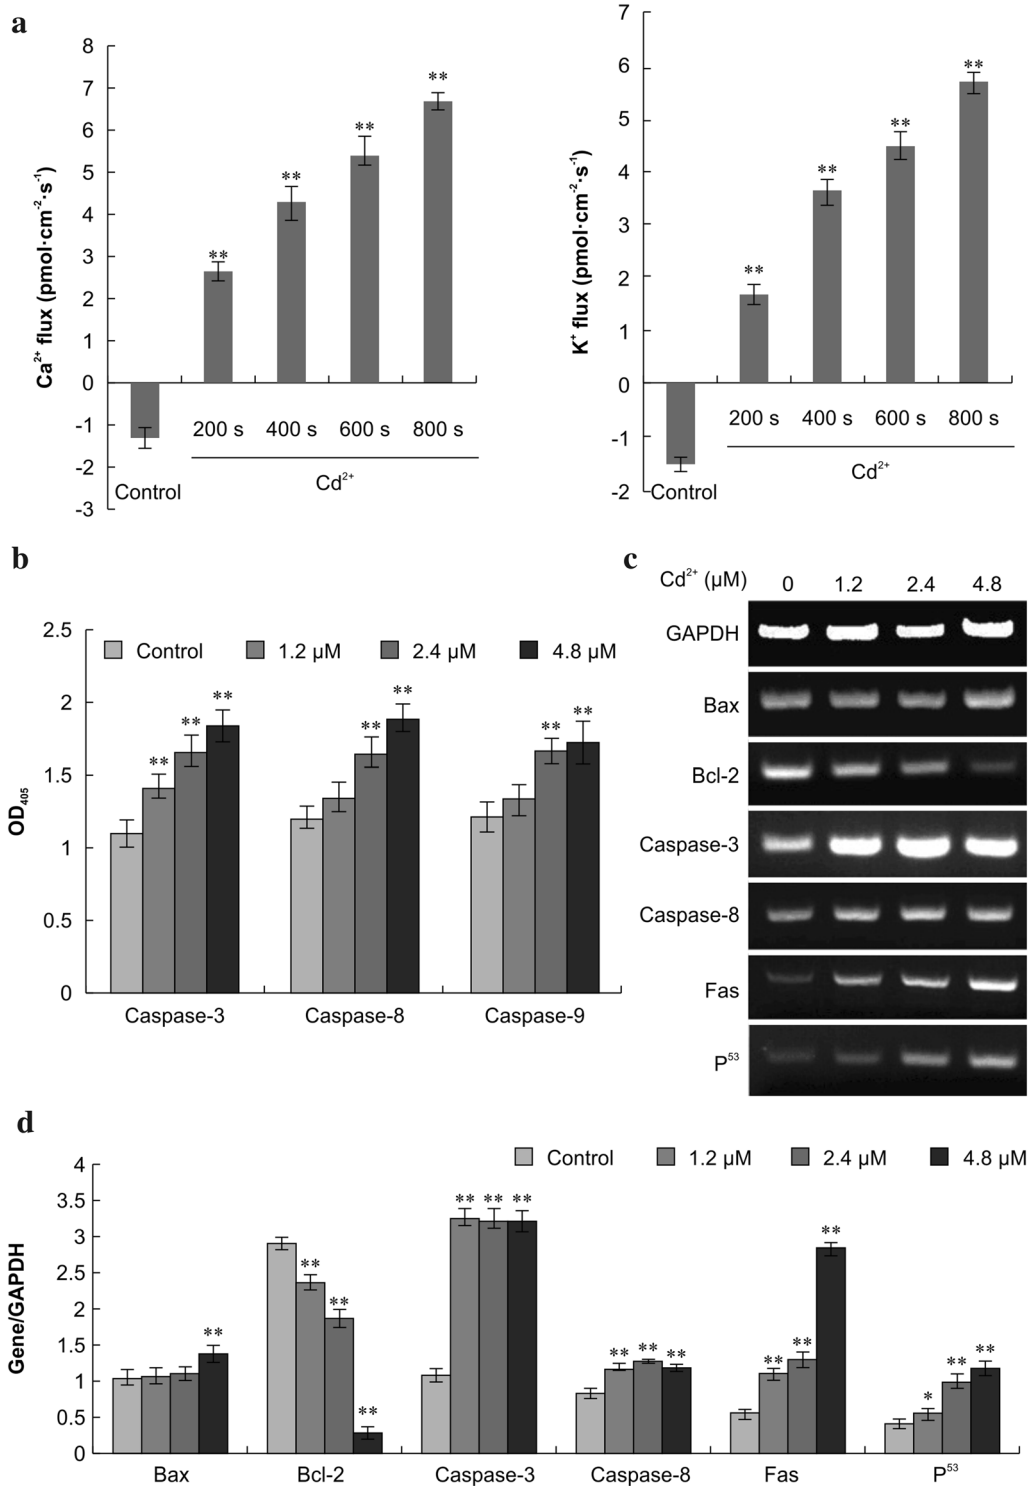 a
8
7
6
5
4
3
2
1
0
-1
-2
-3
Ca²⁺ flux (pmol·cm⁻²·s⁻¹)
**
**
**
**
200 s 400 s 600 s 800 s
Cd²⁺
Control
7
6
5
4
3
2
1
0
-1
-2
K⁺ flux (pmol·cm⁻²·s⁻¹)
**
**
**
**
200 s 400 s 600 s 800 s
Cd²⁺
Control
b
2.5
2
1.5
1
0.5
0
OD₄₀₅
Control 1.2 µM 2.4 µM 4.8 µM
** ** **
** **
** **
Caspase-3 Caspase-8 Caspase-9
c
Cd²⁺ (µM) 0 1.2 2.4 4.8
GAPDH
Bax
Bcl-2
Caspase-3
Caspase-8
Fas
P⁵³
d
Control 1.2 µM 2.4 µM 4.8 µM
4
3.5
3
2.5
2
1.5
1
0.5
0
Gene/GAPDH
**
** ** **
** ** **
** ** **
** ** **
* ** **
Bax Bcl-2 Caspase-3 Caspase-8 Fas P⁵³